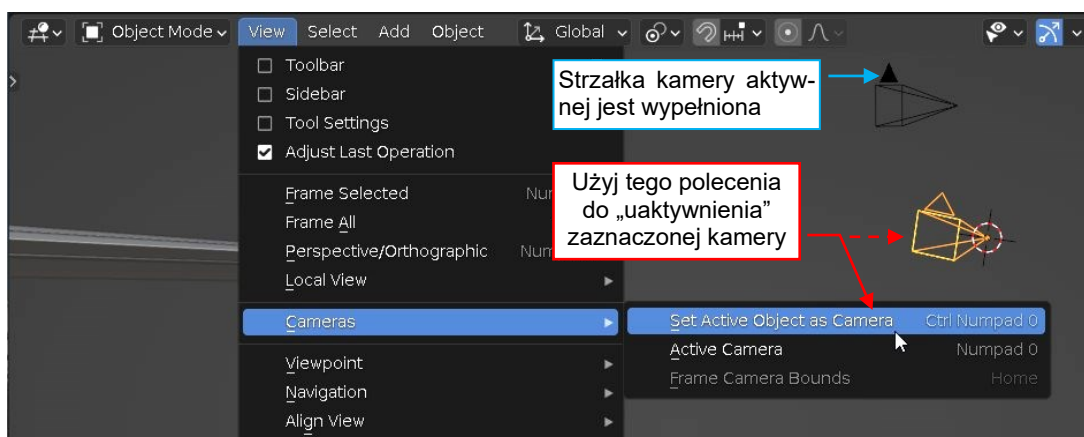 Object Mode View Select Add Object Global
Toolbar
Sidebar
Tool Settings
Adjust Last Operation
Frame Selected
Frame All
Perspective/Orthographic
Local View
Cameras
Viewpoint
Navigation
Align View
Strzałka kamery aktyw-
nej jest wypełniona
Użyj tego polecenia
do „uaktywnienia”
zaznaczonej kamery
Set Active Object as Camera Ctrl Numpad 0
Active Camera Numpad 0
Frame Camera Bounds Home